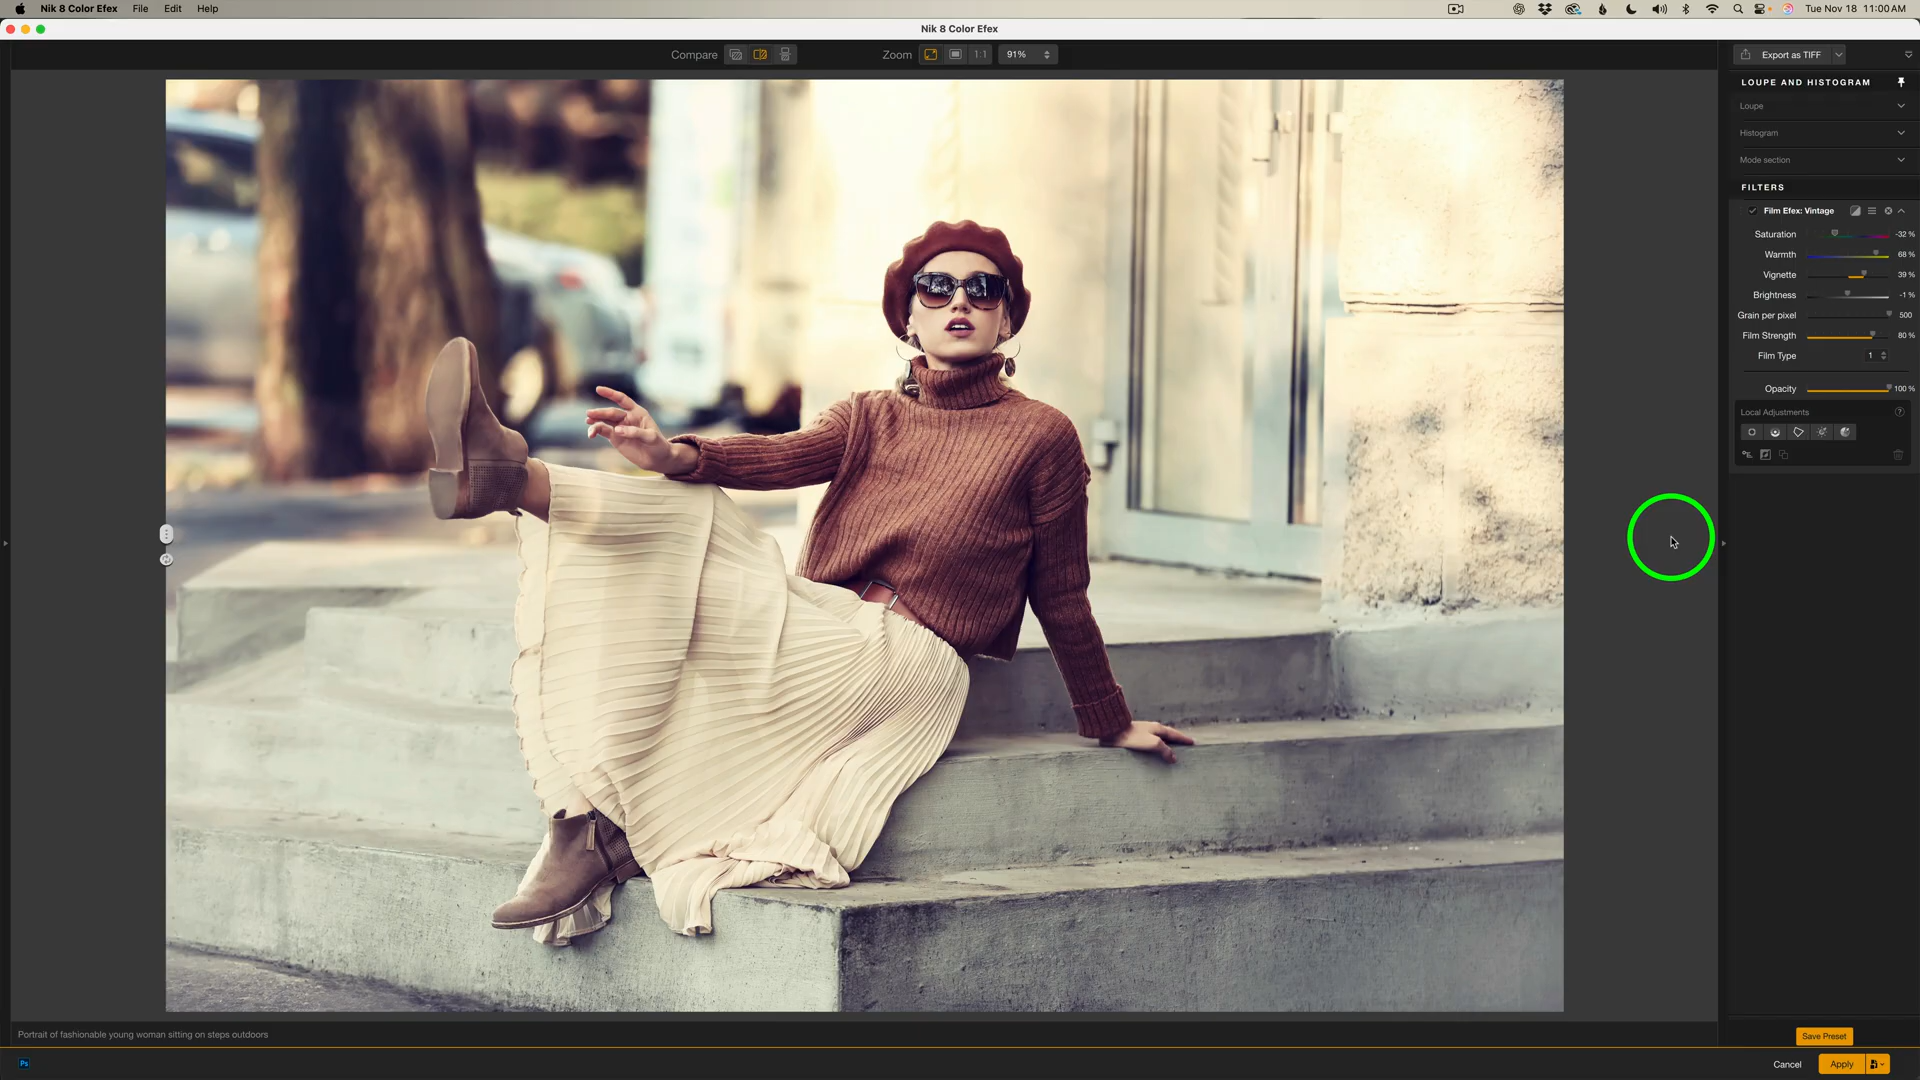 Nik 8 Color Efex File Edit Help Tue Nov 18 11:00 AM
Nik 8 Color Efex
Compare Zoom 1:1 91% Export as TIFF
LOUPE AND HISTOGRAM
Loupe
Histogram
Mode section
FILTERS
Film Efex: Vintage
Saturation -32 %
Warmth 68 %
Vignette 39 %
Brightness -1 %
Grain per pixel 500
Film Strength 80 %
Film Type 1
Opacity 100 %
Local Adjustments ?
Portrait of fashionable young woman sitting on steps outdoors
Save Preset
Ps Cancel Apply